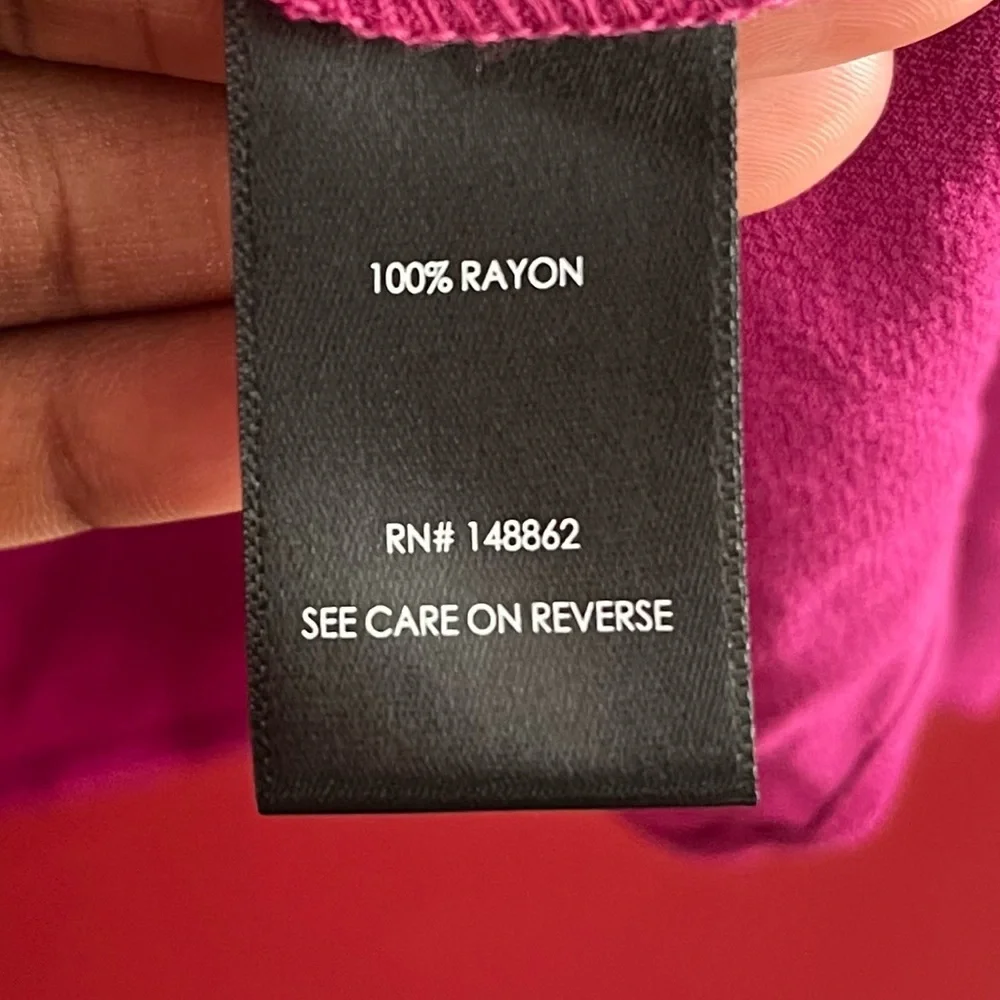 100% RAYON
RN# 148862
SEE CARE ON REVERSE